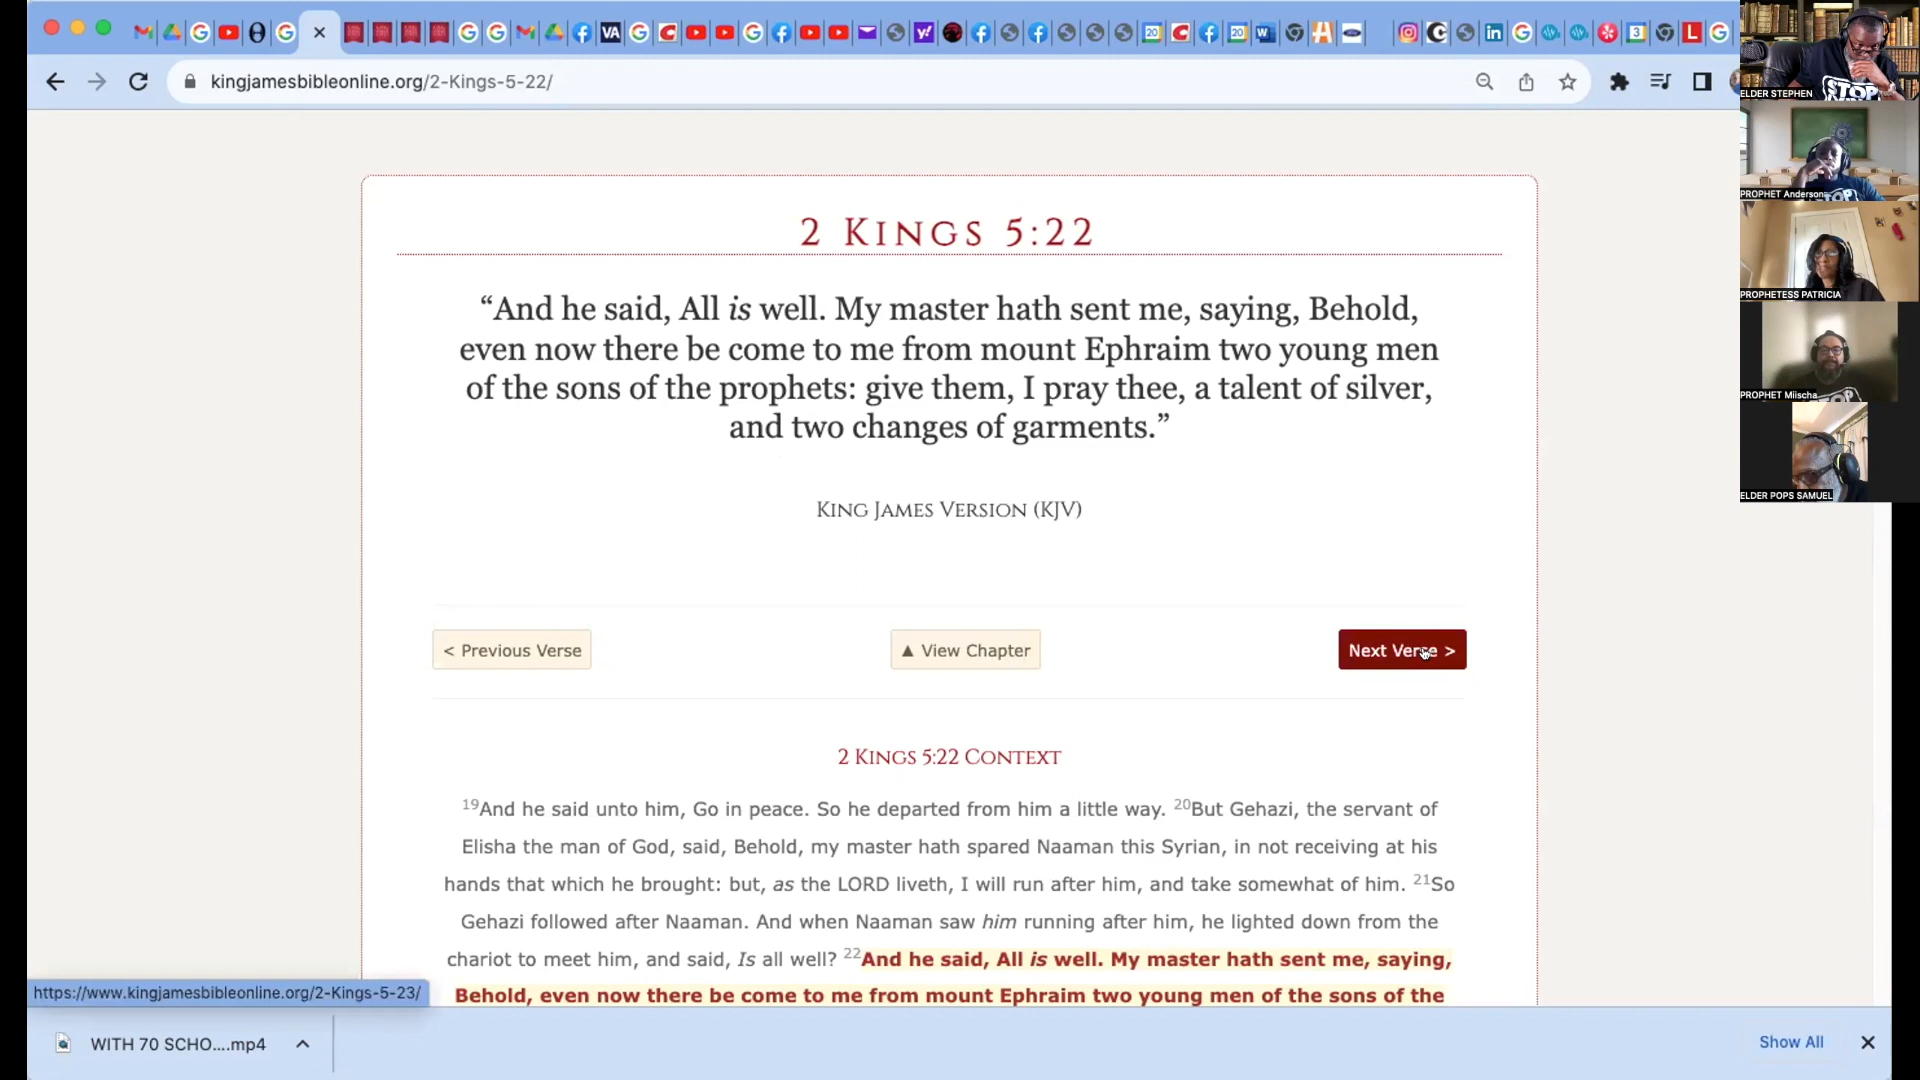 kingjamesbibleonline.org/2-Kings-5-22/
ELDER STEPHEN
STOP
PROPHET Anderson
PROPHETESS PATRICIA
PROPHET Miischa
ELDER POPS SAMUEL
2 KINGS 5:22
“And he said, All is well. My master hath sent me, saying, Behold,
even now there be come to me from mount Ephraim two young men
of the sons of the prophets: give them, I pray thee, a talent of silver,
and two changes of garments.”
KING JAMES VERSION (KJV)
< Previous Verse
▲ View Chapter
Next Verse >
2 KINGS 5:22 CONTEXT
19And he said unto him, Go in peace. So he departed from him a little way. 20But Gehazi, the servant of
Elisha the man of God, said, Behold, my master hath spared Naaman this Syrian, in not receiving at his
hands that which he brought: but, as the LORD liveth, I will run after him, and take somewhat of him. 21So
Gehazi followed after Naaman. And when Naaman saw him running after him, he lighted down from the
chariot to meet him, and said, Is all well? 22And he said, All is well. My master hath sent me, saying,
Behold, even now there be come to me from mount Ephraim two young men of the sons of the
https://www.kingjamesbibleonline.org/2-Kings-5-23/
WITH 70 SCHO....mp4
Show All